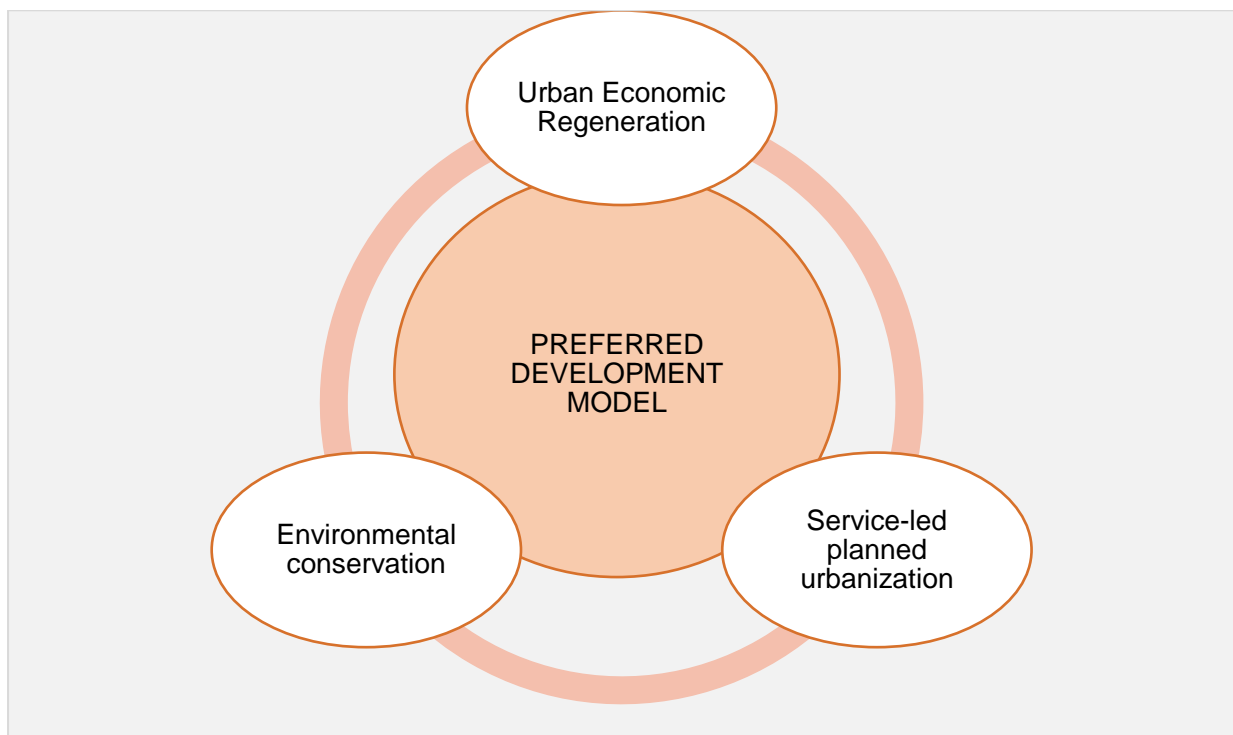 Urban Economic
Regeneration
PREFERRED
DEVELOPMENT
MODEL
Environmental
conservation
Service-led
planned
urbanization